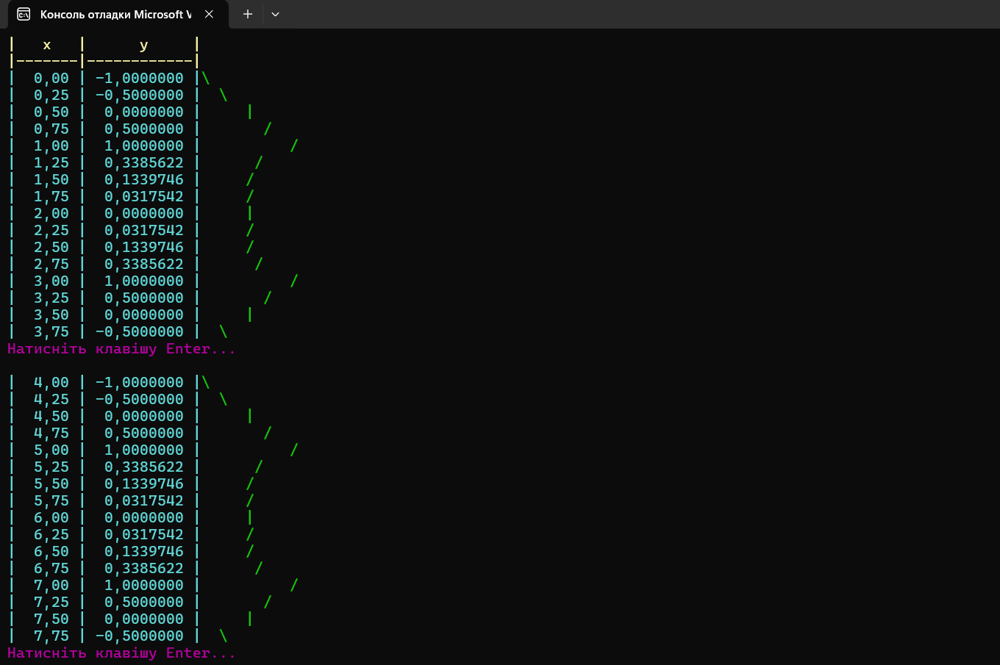 Консоль отладки Microsoft V
|   x   |      y     |
|-------|------------|
|  0,00 | -1,0000000 |\
|  0,25 | -0,5000000 |  \
|  0,50 |  0,0000000 |     |
|  0,75 |  0,5000000 |       /
|  1,00 |  1,0000000 |          /
|  1,25 |  0,3385622 |      /
|  1,50 |  0,1339746 |     /
|  1,75 |  0,0317542 |     /
|  2,00 |  0,0000000 |     |
|  2,25 |  0,0317542 |     /
|  2,50 |  0,1339746 |     /
|  2,75 |  0,3385622 |      /
|  3,00 |  1,0000000 |          /
|  3,25 |  0,5000000 |       /
|  3,50 |  0,0000000 |     |
|  3,75 | -0,5000000 |  \
Натисніть клавішу Enter...
|  4,00 | -1,0000000 |\
|  4,25 | -0,5000000 |  \
|  4,50 |  0,0000000 |     |
|  4,75 |  0,5000000 |       /
|  5,00 |  1,0000000 |          /
|  5,25 |  0,3385622 |      /
|  5,50 |  0,1339746 |     /
|  5,75 |  0,0317542 |     /
|  6,00 |  0,0000000 |     |
|  6,25 |  0,0317542 |     /
|  6,50 |  0,1339746 |     /
|  6,75 |  0,3385622 |      /
|  7,00 |  1,0000000 |          /
|  7,25 |  0,5000000 |       /
|  7,50 |  0,0000000 |     |
|  7,75 | -0,5000000 |  \
Натисніть клавішу Enter...